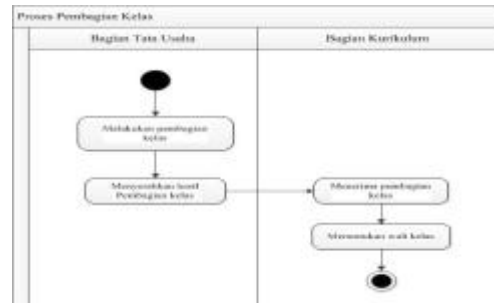 Proses Pembagian Kelas
Bagian Tata Usaha
Bagian Kurikulum
Melakukan pembagian
kelas
Menyerahkan hasil
Pembagian kelas
Menerima pembagian
kelas
Menentukan wali kelas